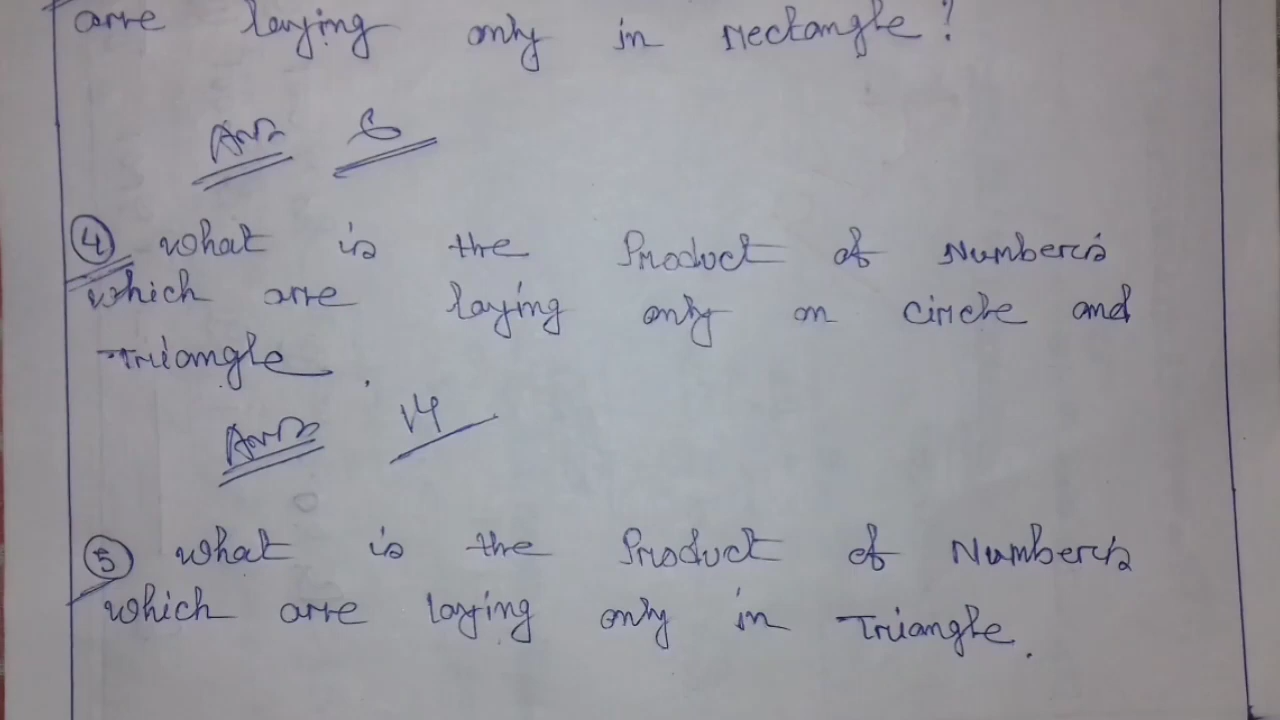 are laying only in Rectangle?
Ans 6
4 What is the Product of Numbers
which are laying only on circle and
Triangle.
Ans 14
5 What is the Product of Numbers
which are laying only in Triangle.